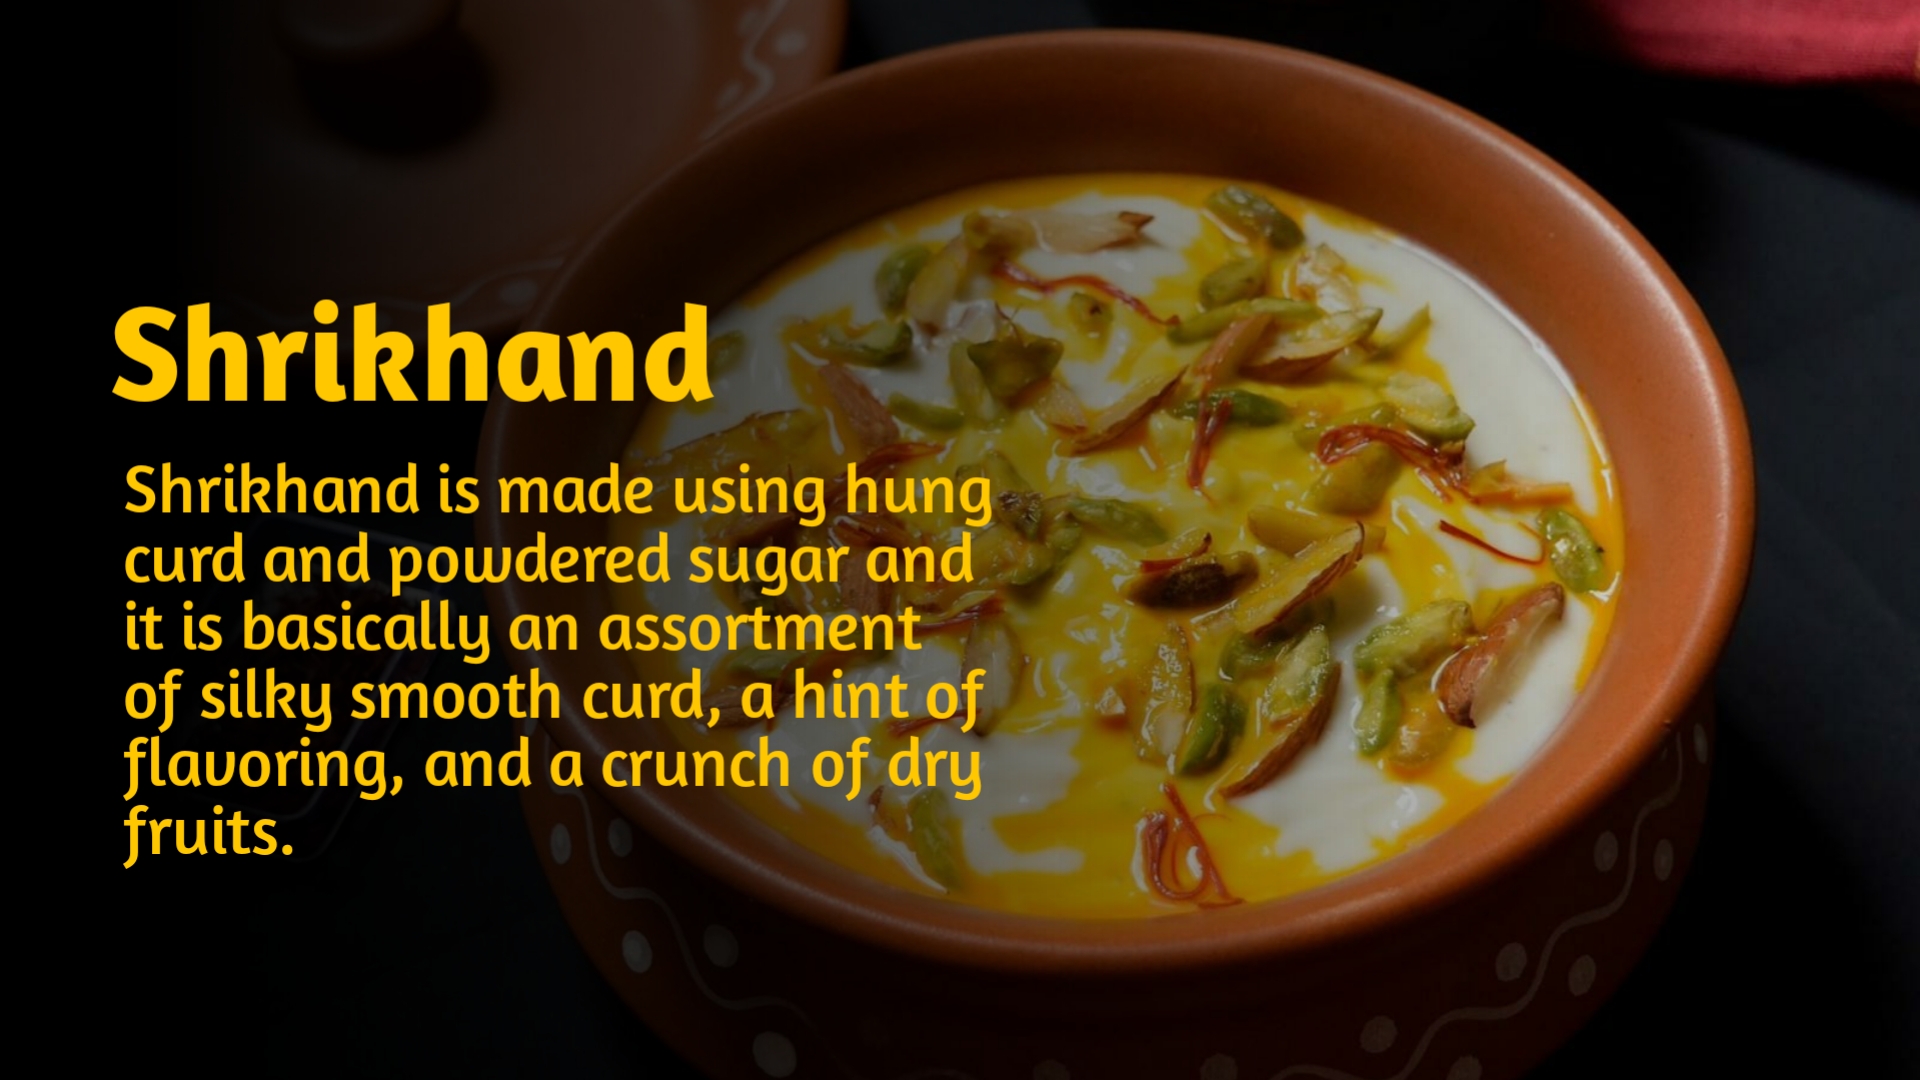 Shrikhand
Shrikhand is made using hung
curd and powdered sugar and
it is basically an assortment
of silky smooth curd, a hint of
flavoring, and a crunch of dry
fruits.